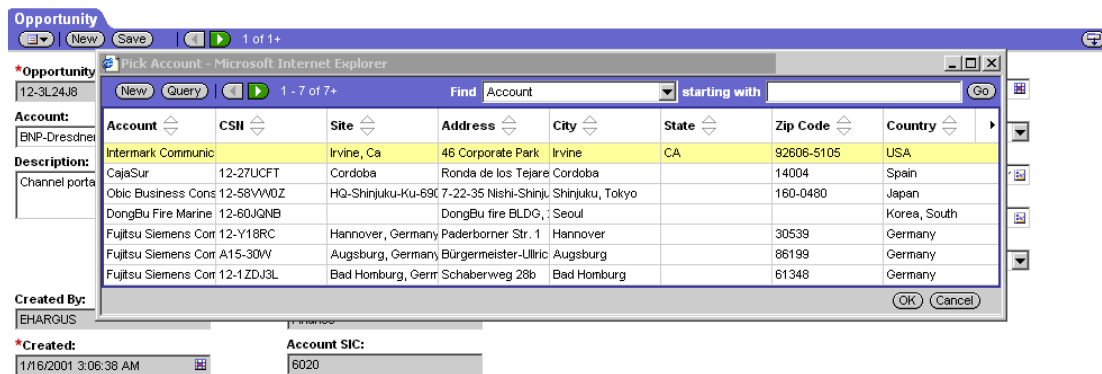 Opportunity
New Save 1 of 1+
*Opportunity
12-3L24J8
Account:
BNP-Dresdner
Description:
Channel porta
Pick Account - Microsoft Internet Explorer
New Query 1 - 7 of 7+ Find Account starting with Go
Account CSN Site Address City State Zip Code Country
Intermark Communic Irvine, Ca 46 Corporate Park Irvine CA 92606-5105 USA
CajaSur 12-27UCFT Cordoba Ronda de los Tejare Cordoba 14004 Spain
Obic Business Cons 12-58VW0Z HQ-Shinjuku-Ku-690 7-22-35 Nishi-Shinju Shinjuku, Tokyo 160-0480 Japan
DongBu Fire Marine 12-60JQNB DongBu fire BLDG, Seoul Korea, South
Fujitsu Siemens Com 12-Y18RC Hannover, Germany Paderborner Str. 1 Hannover 30539 Germany
Fujitsu Siemens Com A15-30W Augsburg, Germany Bürgermeister-Ullric Augsburg 86199 Germany
Fujitsu Siemens Com 12-1ZDJ3L Bad Homburg, Germ Schaberweg 28b Bad Homburg 61348 Germany
OK Cancel
Created By:
EHARGUS
*Created: Account SIC:
1/16/2001 3:06:38 AM 6020